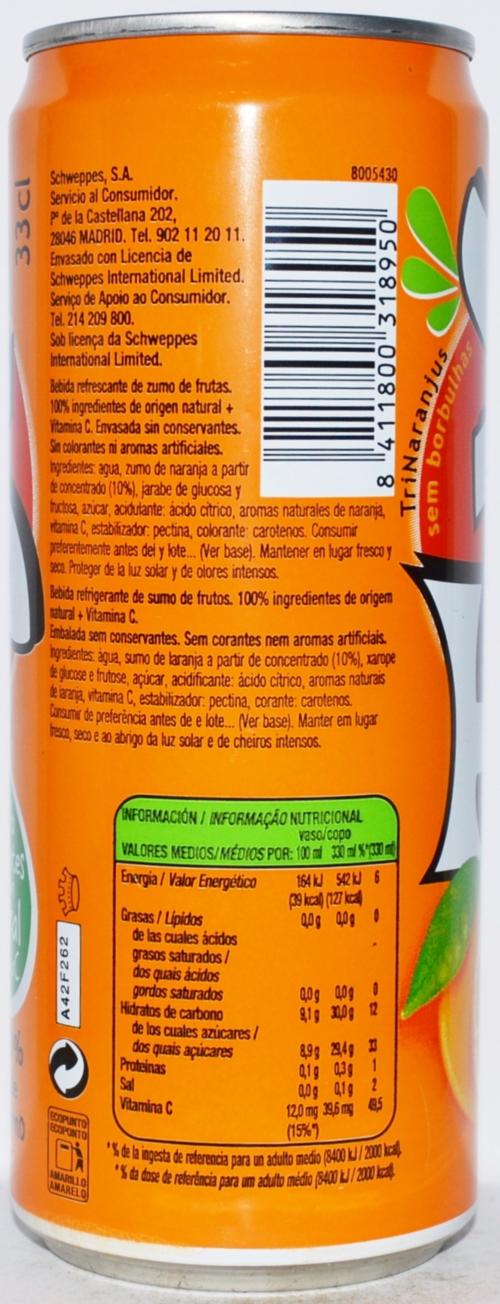 33cl
Schweppes, S.A.
Servicio al Consumidor.
Pº de la Castellana 202,
28046 MADRID. Tel. 902 11 20 11.
Envasado con Licencia de
Schweppes International Limited.
Serviço de Apoio ao Consumidor.
Tel. 214 209 800.
Sob licença da Schweppes
International Limited.
8005430
8 411800 318950
TriNaranjus
sem borbulhas
Bebida refrescante de zumo de frutas.
100% ingredientes de origen natural +
Vitamina C. Envasada sin conservantes.
Sin colorantes ni aromas artificiales.
Ingredientes: agua, zumo de naranja a partir
de concentrado (10%), jarabe de glucosa y
fructosa, azúcar, acidulante: ácido cítrico, aromas naturales de naranja,
vitamina C, estabilizador: pectina, colorante: carotenos. Consumir
preferentemente antes del y lote... (Ver base). Mantener en lugar fresco y
seco. Proteger de la luz solar y de olores intensos.
Bebida refrigerante de sumo de frutos. 100% ingredientes de origem
natural + Vitamina C.
Embalada sem conservantes. Sem corantes nem aromas artificiais.
Ingredientes: água, sumo de laranja a partir de concentrado (10%), xarope
de glucose e frutose, açúcar, acidificante: ácido cítrico, aromas naturais
de laranja, vitamina C, estabilizador: pectina, corante: carotenos.
Consumir de preferência antes de e lote... (Ver base). Manter em lugar
fresco, seco e ao abrigo da luz solar e de cheiros intensos.
INFORMACIÓN / INFORMAÇÃO NUTRICIONAL
vaso/copo
VALORES MEDIOS/MÉDIOS POR: 100 ml 330 ml %*(330 ml)
Energía / Valor Energético 164 kJ 542 kJ 6
(39 kcal) (127 kcal)
Grasas / Lípidos 0,0 g 0,0 g 0
de las cuales ácidos
grasos saturados /
dos quais ácidos
gordos saturados 0,0 g 0,0 g 0
Hidratos de carbono 9,1 g 30,0 g 12
de los cuales azúcares /
dos quais açúcares 8,9 g 29,4 g 33
Proteínas 0,1 g 0,3 g 1
Sal 0,0 g 0,1 g 2
Vitamina C 12,0 mg 39,6 mg 49,5
(15%*)
*% de la ingesta de referencia para un adulto medio (8400 kJ / 2000 kcal).
*% da dose de referência para um adulto médio (8400 kJ / 2000 kcal).
A42F262
ECOPUNTO
ECOPONTO
AMARILLO
AMARELO